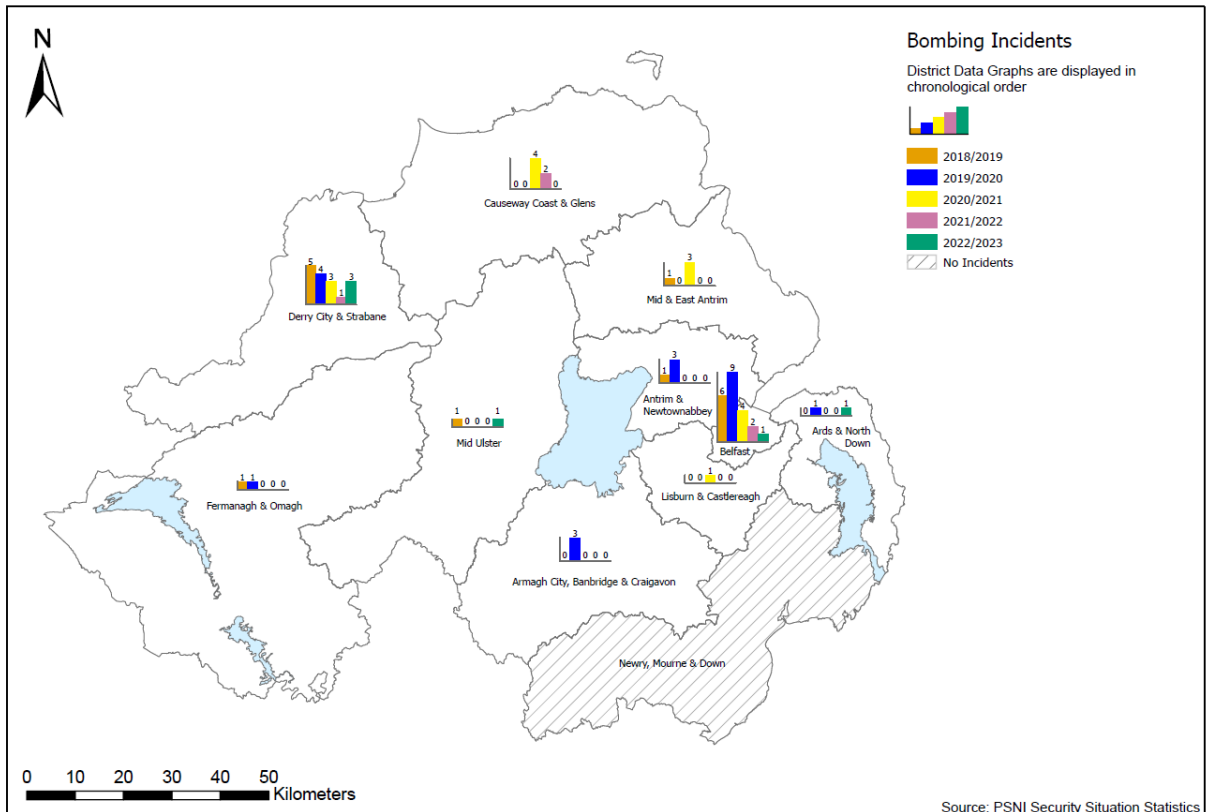 N
Bombing Incidents
District Data Graphs are displayed in
chronological order
2018/2019
2019/2020
2020/2021
2021/2022
2022/2023
No Incidents
0 0 4 2 0
Causeway Coast & Glens
5 4 3 1 3
Derry City & Strabane
1 0 3 0 0
Mid & East Antrim
1 3 0 0 0
Antrim &
Newtownabbey
6 9 4 2 1
Belfast
0 1 0 0 1
Ards & North
Down
1 0 0 0 1
Mid Ulster
0 0 1 0 0
Lisburn & Castlereagh
1 1 0 0 0
Fermanagh & Omagh
0 3 0 0 0
Armagh City, Banbridge & Craigavon
Newry, Mourne & Down
0 10 20 30 40 50
Kilometers
Source: PSNI Security Situation Statistics